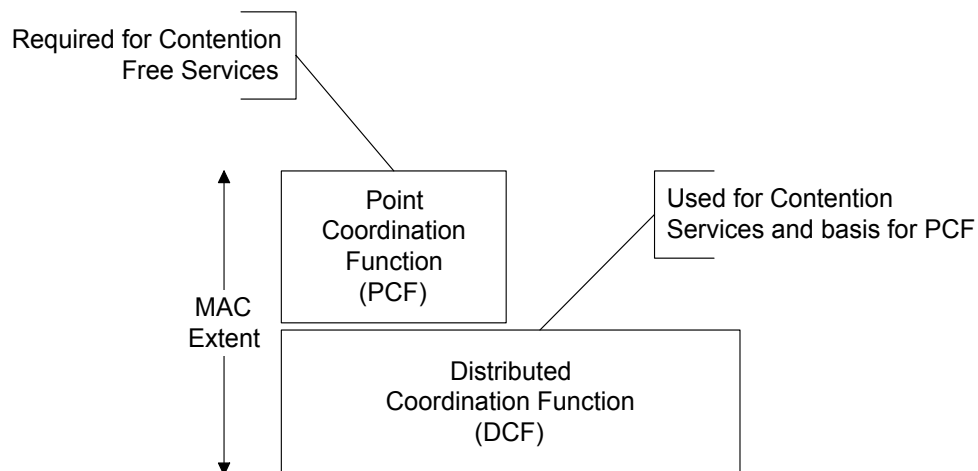 Required for Contention
Free Services
Point
Coordination
Function
(PCF)
Used for Contention
Services and basis for PCF
MAC
Extent
Distributed
Coordination Function
(DCF)